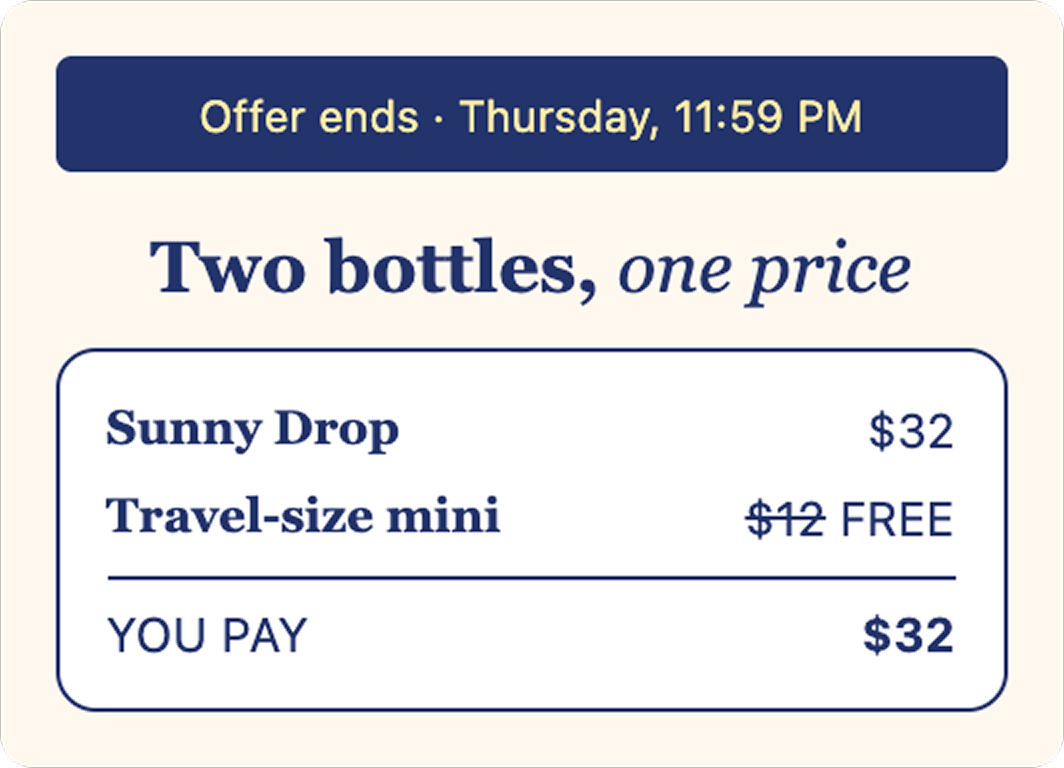 Offer ends · Thursday, 11:59 PM
Two bottles, one price
Sunny Drop $32
Travel-size mini $12 FREE
YOU PAY $32